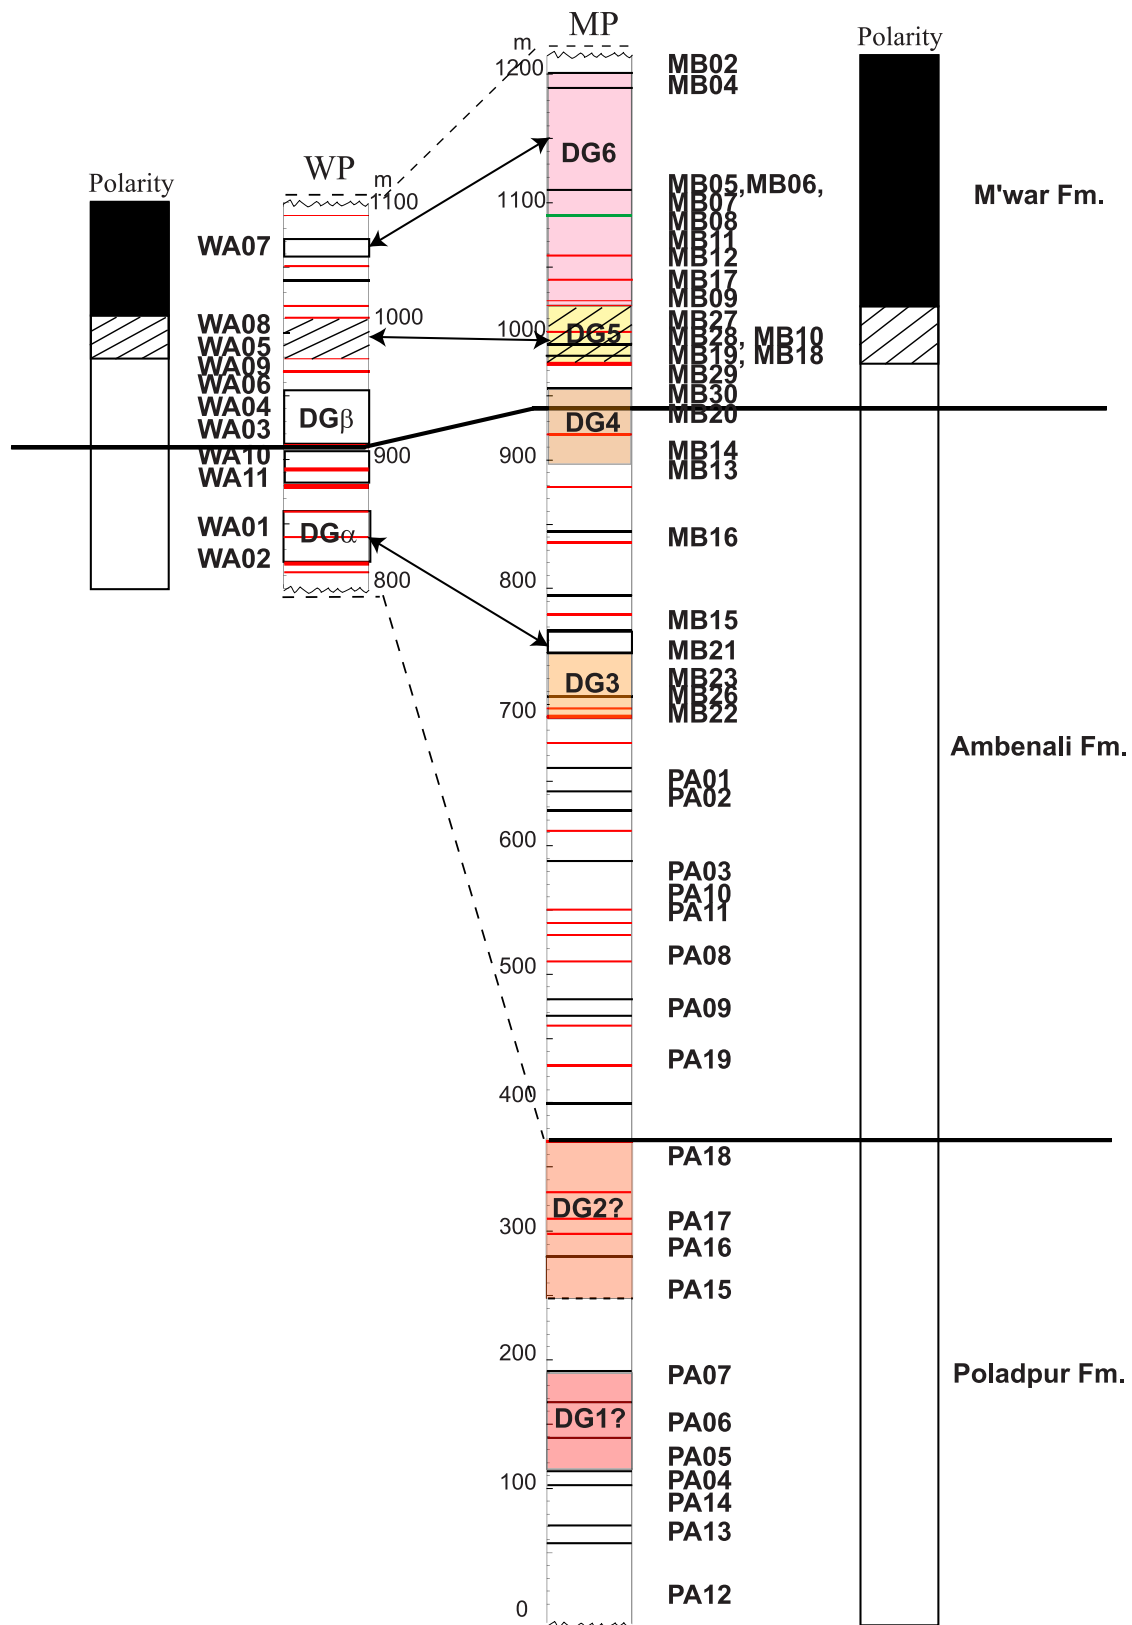 MP
m
Polarity
1200
MB02
MB04
DG6
WP
m
Polarity
1100
1100
MB05,MB06,
MB07
MB08
MB11
MB12
MB17
MB09
M'war Fm.
WA07
WA08
WA05
WA09
WA06
WA04
WA03
WA10
WA11
WA01
WA02
1000
DGβ
900
DGα
800
1000
DG5
MB27
MB28, MB10
MB19, MB18
MB29
MB30
MB20
DG4
MB14
MB13
900
MB16
800
MB15
MB21
DG3
MB23
MB26
MB22
700
Ambenali Fm.
PA01
PA02
600
PA03
PA10
PA11
PA08
500
PA09
PA19
400
PA18
DG2?
PA17
300
PA16
PA15
200
PA07
Poladpur Fm.
DG1?
PA06
PA05
PA04
100
PA14
PA13
PA12
0